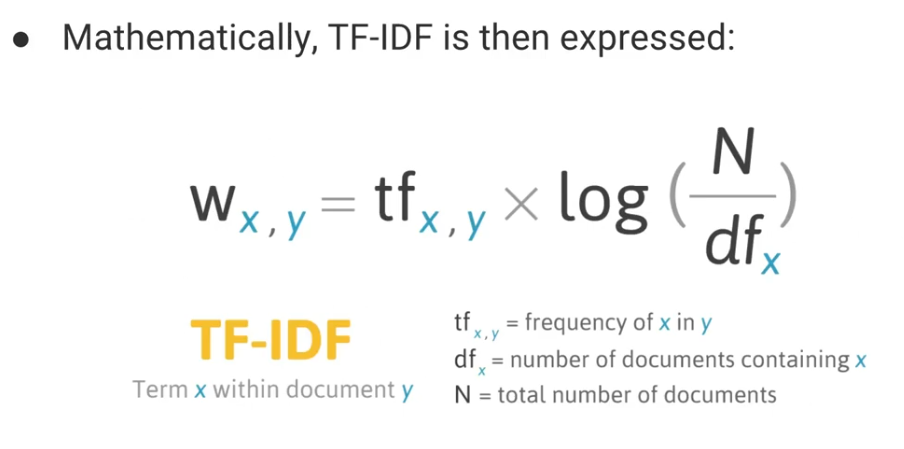 ● Mathematically, TF-IDF is then expressed:
w x , y = tf x , y × log ( N / df x )
TF-IDF
Term x within document y
tf x , y = frequency of x in y
df x = number of documents containing x
N = total number of documents